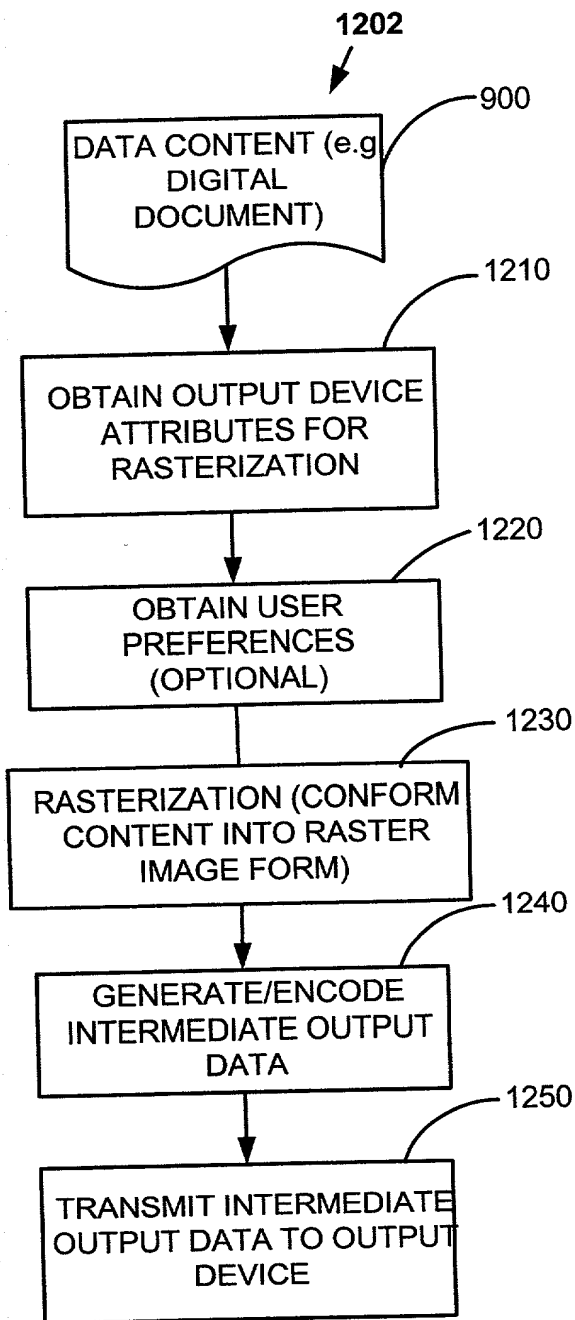 1202
900
DATA CONTENT (e.g
DIGITAL
DOCUMENT)
1210
OBTAIN OUTPUT DEVICE
ATTRIBUTES FOR
RASTERIZATION
1220
OBTAIN USER
PREFERENCES
(OPTIONAL)
1230
RASTERIZATION (CONFORM
CONTENT INTO RASTER
IMAGE FORM)
1240
GENERATE/ENCODE
INTERMEDIATE OUTPUT
DATA
1250
TRANSMIT INTERMEDIATE
OUTPUT DATA TO OUTPUT
DEVICE